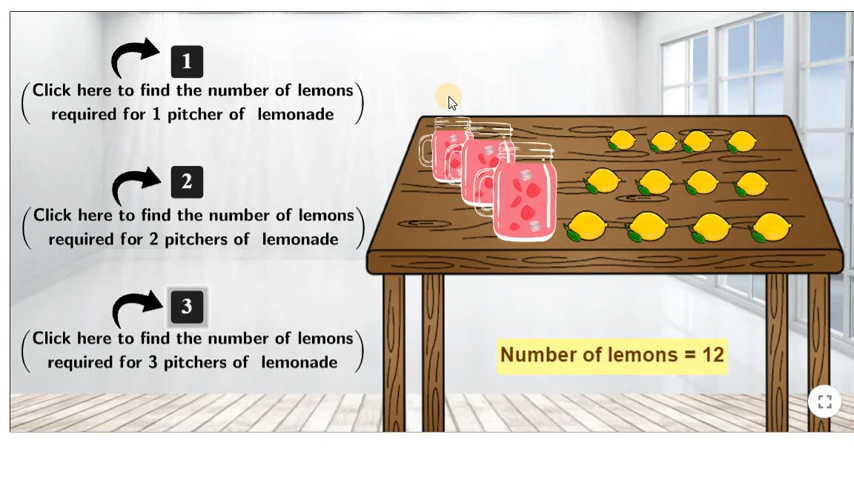 1
(Click here to find the number of lemons
required for 1 pitcher of lemonade)
2
(Click here to find the number of lemons
required for 2 pitchers of lemonade)
3
(Click here to find the number of lemons
required for 3 pitchers of lemonade)
Number of lemons = 12